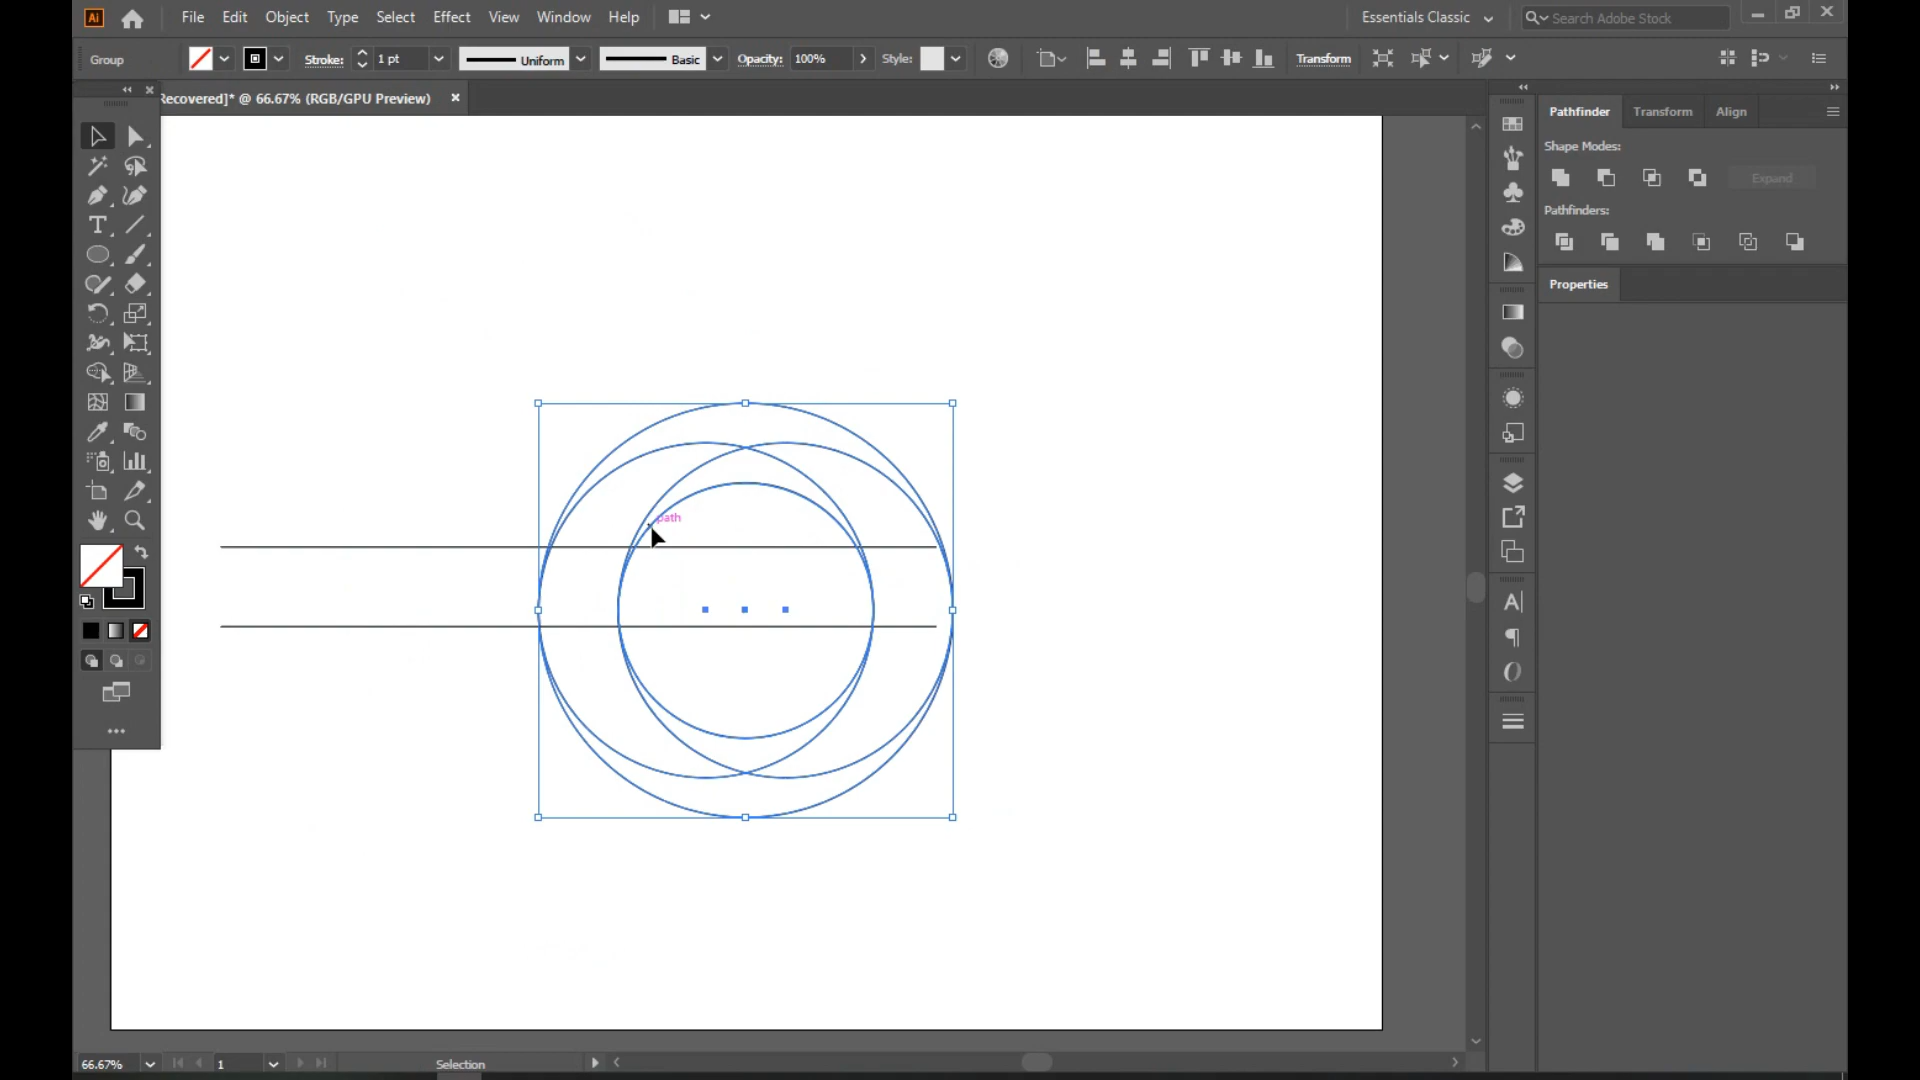 Ai File Edit Object Type Select Effect View Window Help Essentials Classic Search Adobe Stock
Group Stroke: 1 pt Uniform Basic Opacity: 100% Style: Transform
Recovered]* @ 66.67% (RGB/GPU Preview)
Pathfinder Transform Align
Shape Modes:
Expand
Pathfinders:
Properties
path
66.67% 1 Selection